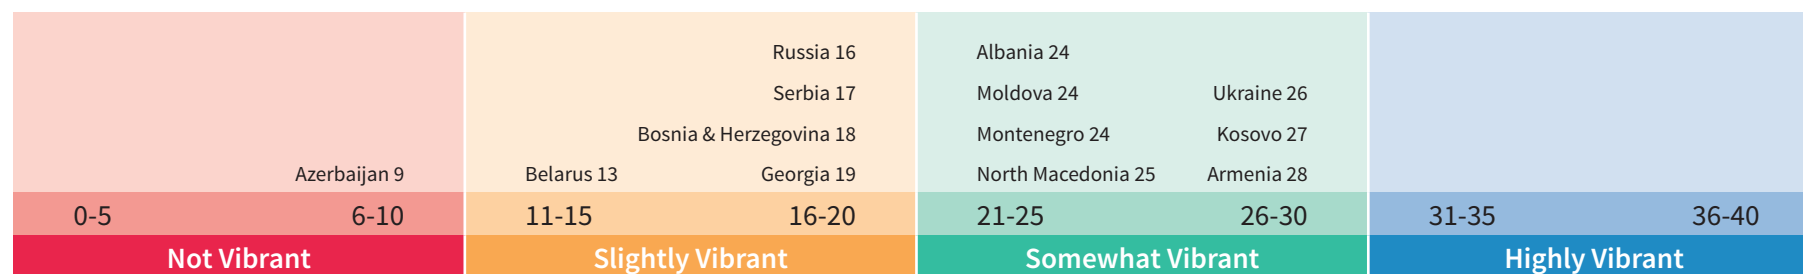 Russia 16
Albania 24
Serbia 17
Moldova 24
Ukraine 26
Bosnia & Herzegovina 18
Montenegro 24
Kosovo 27
Azerbaijan 9
Belarus 13
Georgia 19
North Macedonia 25
Armenia 28
0-5
6-10
11-15
16-20
21-25
26-30
31-35
36-40
Not Vibrant
Slightly Vibrant
Somewhat Vibrant
Highly Vibrant